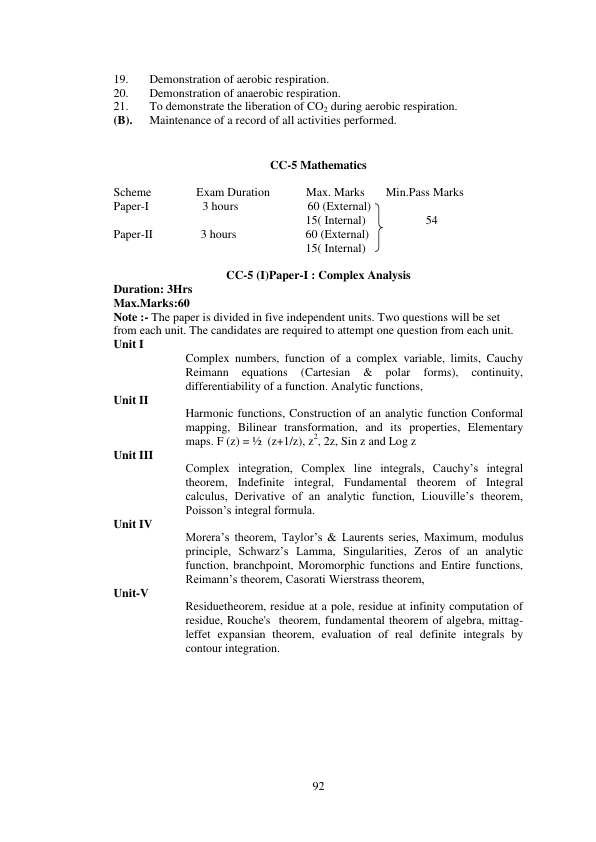 19. Demonstration of aerobic respiration.
20. Demonstration of anaerobic respiration.
21. To demonstrate the liberation of CO2 during aerobic respiration.
(B). Maintenance of a record of all activities performed.
CC-5 Mathematics
Scheme Exam Duration Max. Marks Min.Pass Marks
Paper-I 3 hours 60 (External)
15( Internal) 54
Paper-II 3 hours 60 (External)
15( Internal)
CC-5 (I)Paper-I : Complex Analysis
Duration: 3Hrs
Max.Marks:60
Note :- The paper is divided in five independent units. Two questions will be set
from each unit. The candidates are required to attempt one question from each unit.
Unit I
Complex numbers, function of a complex variable, limits, Cauchy
Reimann equations (Cartesian & polar forms), continuity,
differentiability of a function. Analytic functions,
Unit II
Harmonic functions, Construction of an analytic function Conformal
mapping, Bilinear transformation, and its properties, Elementary
maps. F (z) = ½ (z+1/z), z2, 2z, Sin z and Log z
Unit III
Complex integration, Complex line integrals, Cauchy's integral
theorem, Indefinite integral, Fundamental theorem of Integral
calculus, Derivative of an analytic function, Liouville's theorem,
Poisson's integral formula.
Unit IV
Morera's theorem, Taylor's & Laurents series, Maximum, modulus
principle, Schwarz's Lamma, Singularities, Zeros of an analytic
function, branchpoint, Moromorphic functions and Entire functions,
Reimann's theorem, Casorati Wierstrass theorem,
Unit-V
Residuetheorem, residue at a pole, residue at infinity computation of
residue, Rouche's theorem, fundamental theorem of algebra, mittag-
leffet expansian theorem, evaluation of real definite integrals by
contour integration.
92